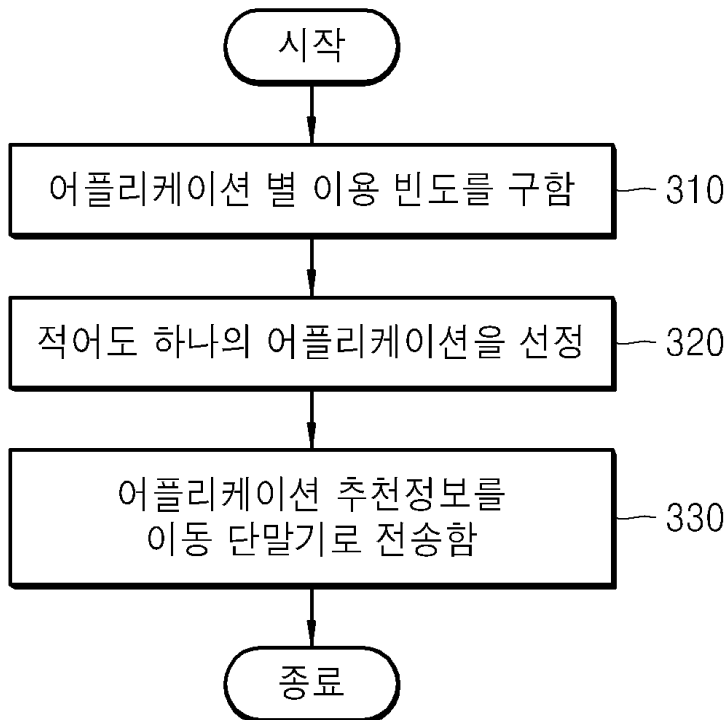 시작
어플리케이션 별 이용 빈도를 구함
310
적어도 하나의 어플리케이션을 선정
320
어플리케이션 추천정보를
이동 단말기로 전송함
330
종료